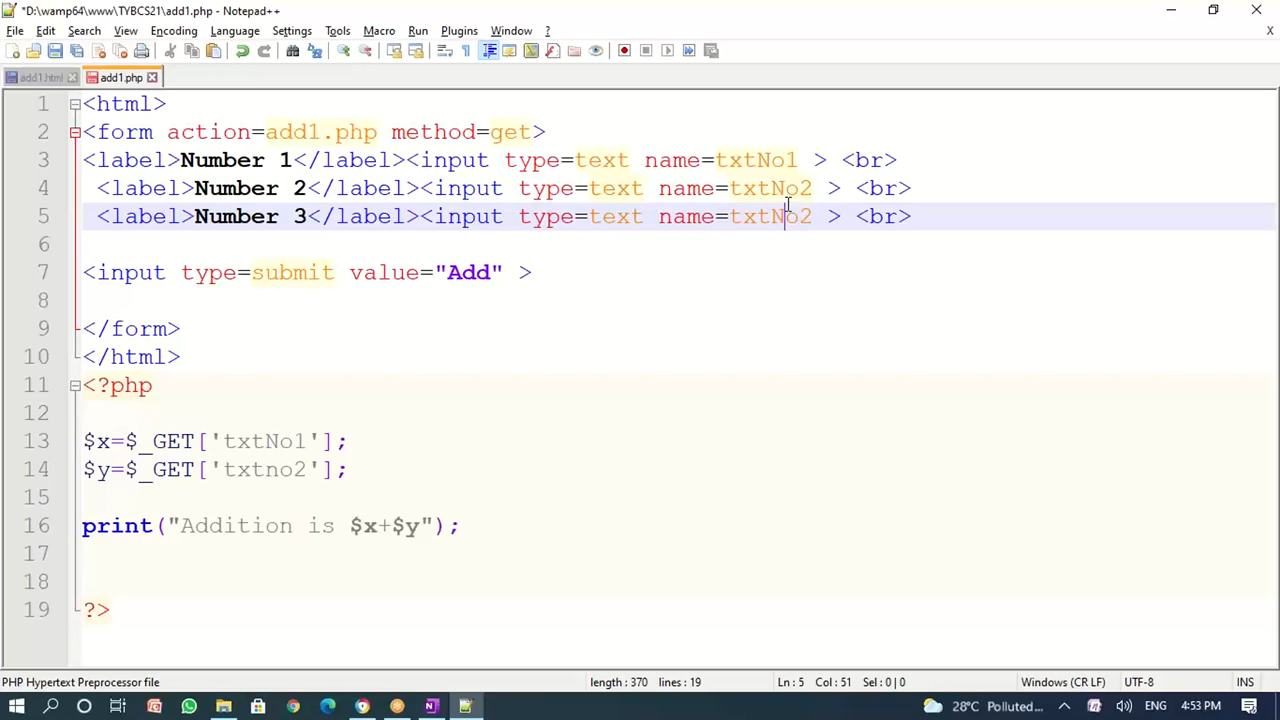 *D:\wamp64\www\TYBCS21\add1.php - Notepad++
File Edit Search View Encoding Language Settings Tools Macro Run Plugins Window ? X
add1.html add1.php
1 <html>
2 <form action=add1.php method=get>
3 <label>Number 1</label><input type=text name=txtNo1 > <br>
4 <label>Number 2</label><input type=text name=txtNo2 > <br>
5 <label>Number 3</label><input type=text name=txtNo2 > <br>
6
7 <input type=submit value="Add" >
8
9 </form>
10 </html>
11 <?php
12
13 $x=$_GET['txtNo1'];
14 $y=$_GET['txtno2'];
15
16 print("Addition is $x+$y");
17
18
19 ?>
PHP Hypertext Preprocessor file length : 370 lines : 19 Ln : 5 Col : 51 Sel : 0 | 0 Windows (CR LF) UTF-8 INS
28°C Polluted... ENG 4:53 PM